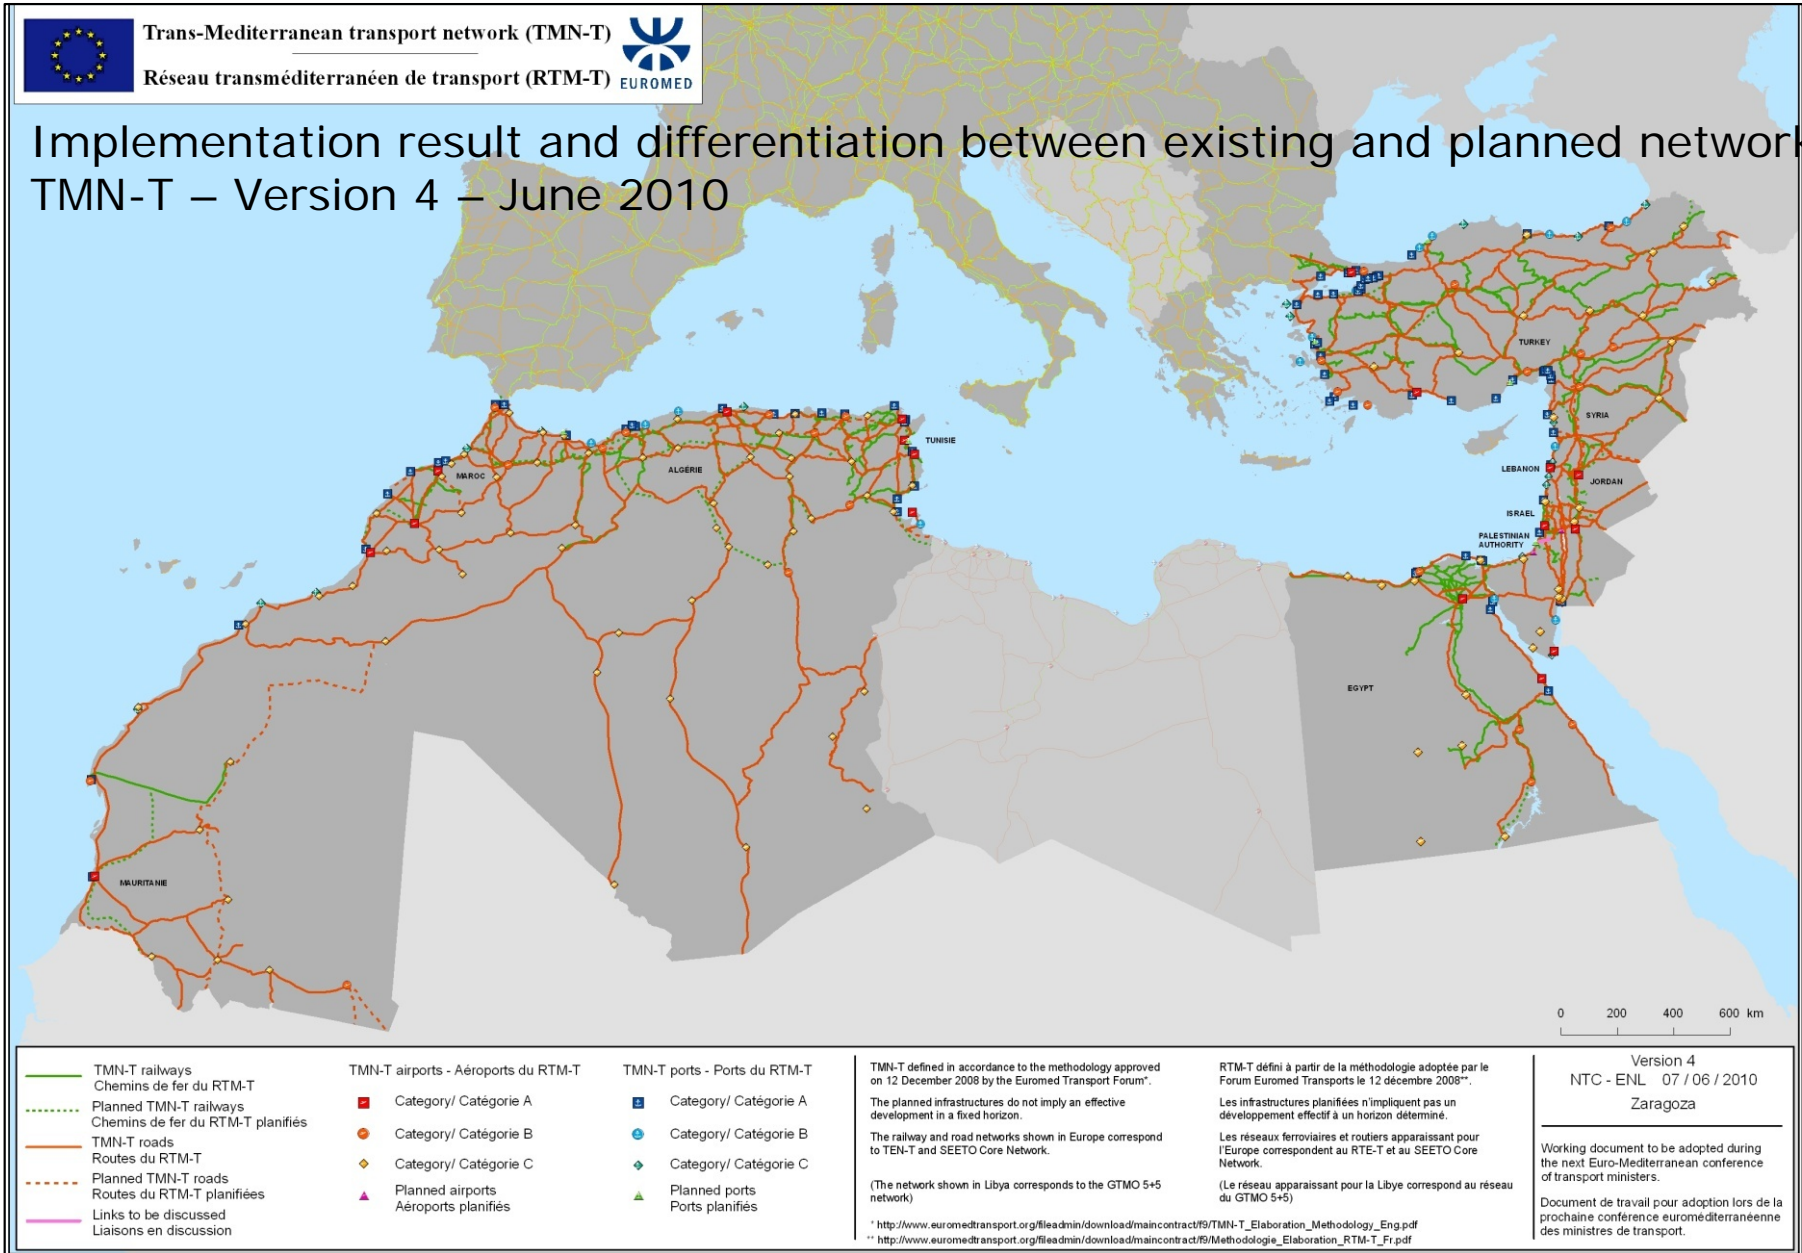 Trans-Mediterranean transport network (TMN-T)
Réseau transméditerranéen de transport (RTM-T)
EUROMED
Implementation result and differentiation between existing and planned network
TMN-T – Version 4 – June 2010
TURKEY
SYRIA
TUNISIE
LEBANON
ALGÉRIE
MAROC
JORDAN
ISRAEL
PALESTINIAN
AUTHORITY
EGYPT
MAURITANIE
0 200 400 600 km
TMN-T railways
Chemins de fer du RTM-T
Planned TMN-T railways
Chemins de fer du RTM-T planifiés
TMN-T roads
Routes du RTM-T
Planned TMN-T roads
Routes du RTM-T planifiées
Links to be discussed
Liaisons en discussion
TMN-T airports - Aéroports du RTM-T
Category/ Catégorie A
Category/ Catégorie B
Category/ Catégorie C
Planned airports
Aéroports planifiés
TMN-T ports - Ports du RTM-T
Category/ Catégorie A
Category/ Catégorie B
Category/ Catégorie C
Planned ports
Ports planifiés
TMN-T defined in accordance to the methodology approved
on 12 December 2008 by the Euromed Transport Forum*.
The planned infrastructures do not imply an effective
development in a fixed horizon.
The railway and road networks shown in Europe correspond
to TEN-T and SEETO Core Network.
(The network shown in Libya corresponds to the GTMO 5+5
network)
RTM-T défini à partir de la méthodologie adoptée par le
Forum Euromed Transports le 12 décembre 2008**.
Les infrastructures planifiées n'impliquent pas un
développement effectif à un horizon déterminé.
Les réseaux ferroviaires et routiers apparaissant pour
l'Europe correspondent au RTE-T et au SEETO Core
Network.
(Le réseau apparaissant pour la Libye correspond au réseau
du GTMO 5+5)
* http://www.euromedtransport.org/fileadmin/download/maincontract/f9/TMN-T_Elaboration_Methodology_Eng.pdf
** http://www.euromedtransport.org/fileadmin/download/maincontract/f9/Methodologie_Elaboration_RTM-T_Fr.pdf
Version 4
NTC - ENL 07 / 06 / 2010
Zaragoza
Working document to be adopted during
the next Euro-Mediterranean conference
of transport ministers.
Document de travail pour adoption lors de la
prochaine conférence euroméditerranéenne
des ministres de transport.